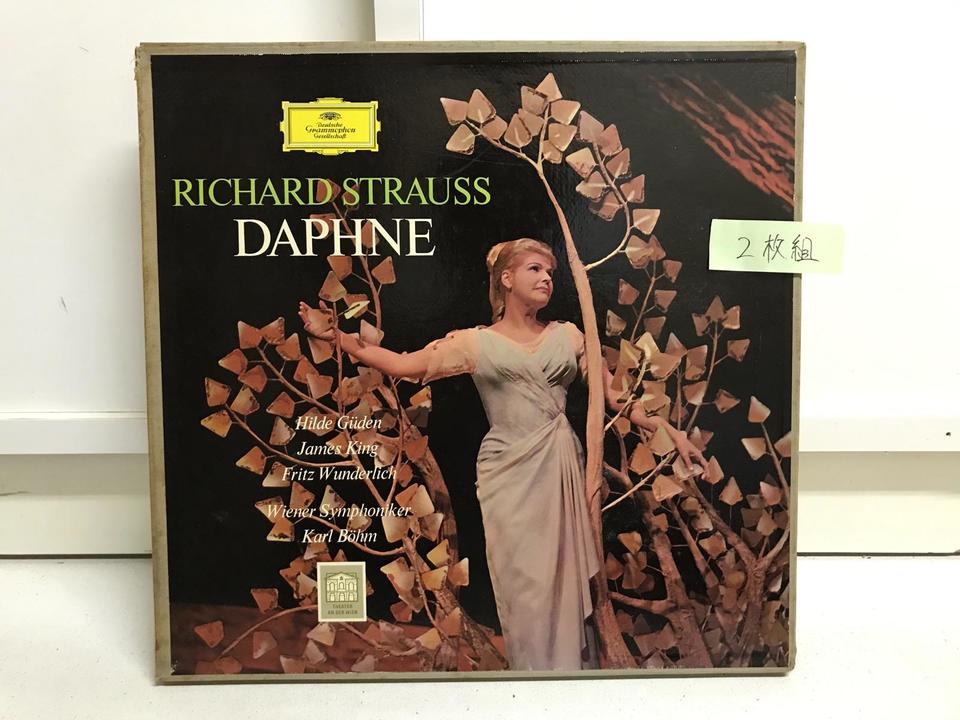 Deutsche
Grammophon
Gesellschaft
RICHARD STRAUSS
DAPHNE
2枚組
Hilde Güden
James King
Fritz Wunderlich
Wiener Symphoniker
Karl Böhm
THEATER
AN DER WIEN